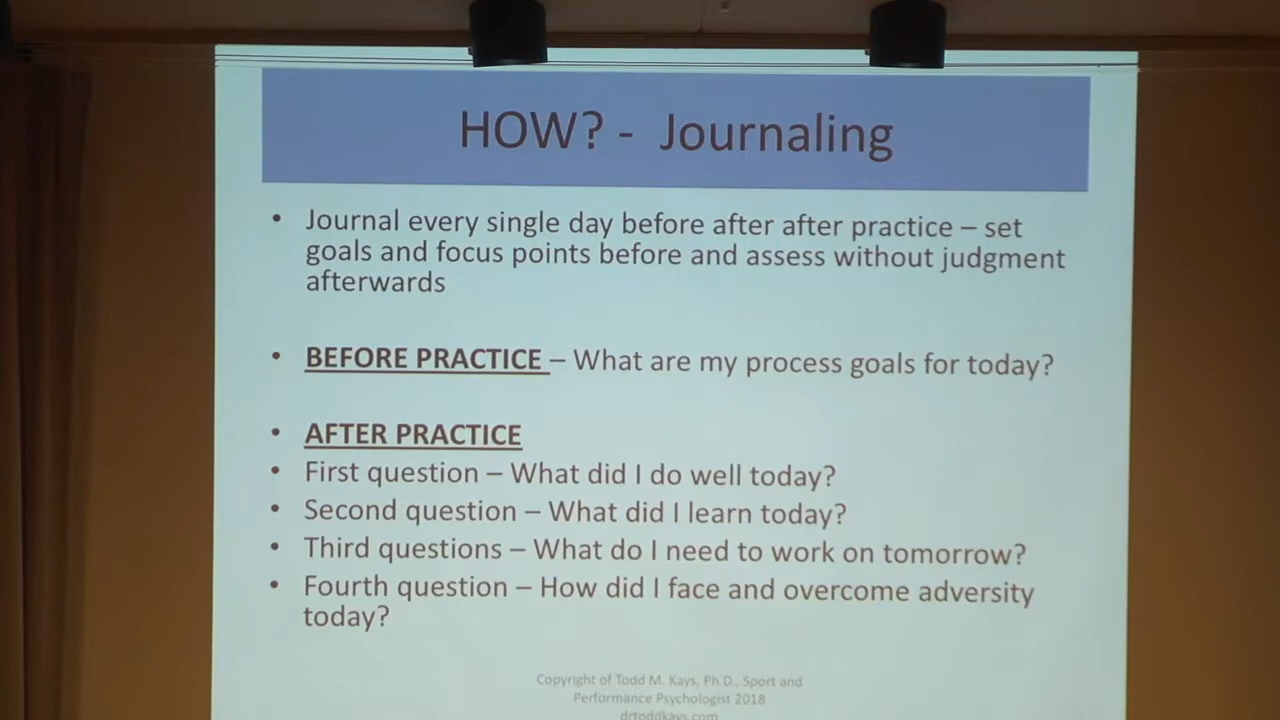 HOW? - Journaling
• Journal every single day before after after practice – set
goals and focus points before and assess without judgment
afterwards
• BEFORE PRACTICE – What are my process goals for today?
• AFTER PRACTICE
• First question – What did I do well today?
• Second question – What did I learn today?
• Third questions – What do I need to work on tomorrow?
• Fourth question – How did I face and overcome adversity
today?
Copyright of Todd M. Kays, Ph.D., Sport and
Performance Psychologist 2018
drtoddkays.com